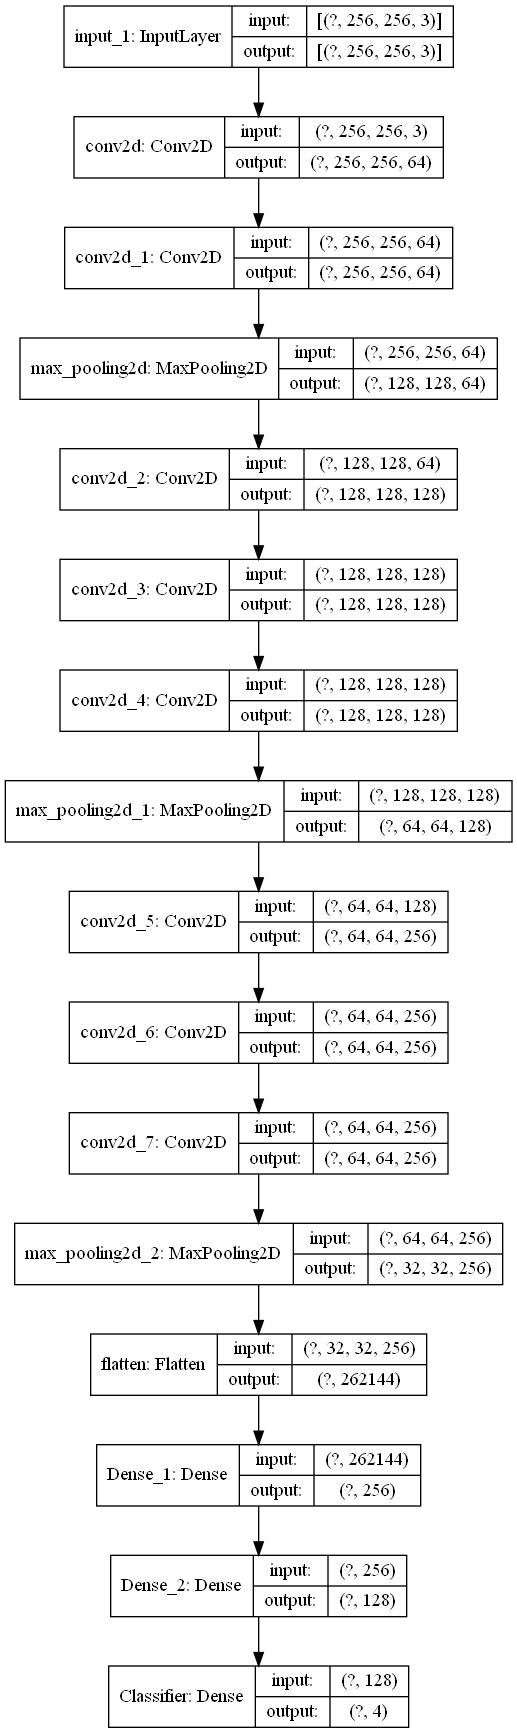 input_1: InputLayer
input: [(?, 256, 256, 3)]
output: [(?, 256, 256, 3)]
conv2d: Conv2D
input: (?, 256, 256, 3)
output: (?, 256, 256, 64)
conv2d_1: Conv2D
input: (?, 256, 256, 64)
output: (?, 256, 256, 64)
max_pooling2d: MaxPooling2D
input: (?, 256, 256, 64)
output: (?, 128, 128, 64)
conv2d_2: Conv2D
input: (?, 128, 128, 64)
output: (?, 128, 128, 128)
conv2d_3: Conv2D
input: (?, 128, 128, 128)
output: (?, 128, 128, 128)
conv2d_4: Conv2D
input: (?, 128, 128, 128)
output: (?, 128, 128, 128)
max_pooling2d_1: MaxPooling2D
input: (?, 128, 128, 128)
output: (?, 64, 64, 128)
conv2d_5: Conv2D
input: (?, 64, 64, 128)
output: (?, 64, 64, 256)
conv2d_6: Conv2D
input: (?, 64, 64, 256)
output: (?, 64, 64, 256)
conv2d_7: Conv2D
input: (?, 64, 64, 256)
output: (?, 64, 64, 256)
max_pooling2d_2: MaxPooling2D
input: (?, 64, 64, 256)
output: (?, 32, 32, 256)
flatten: Flatten
input: (?, 32, 32, 256)
output: (?, 262144)
Dense_1: Dense
input: (?, 262144)
output: (?, 256)
Dense_2: Dense
input: (?, 256)
output: (?, 128)
Classifier: Dense
input: (?, 128)
output: (?, 4)